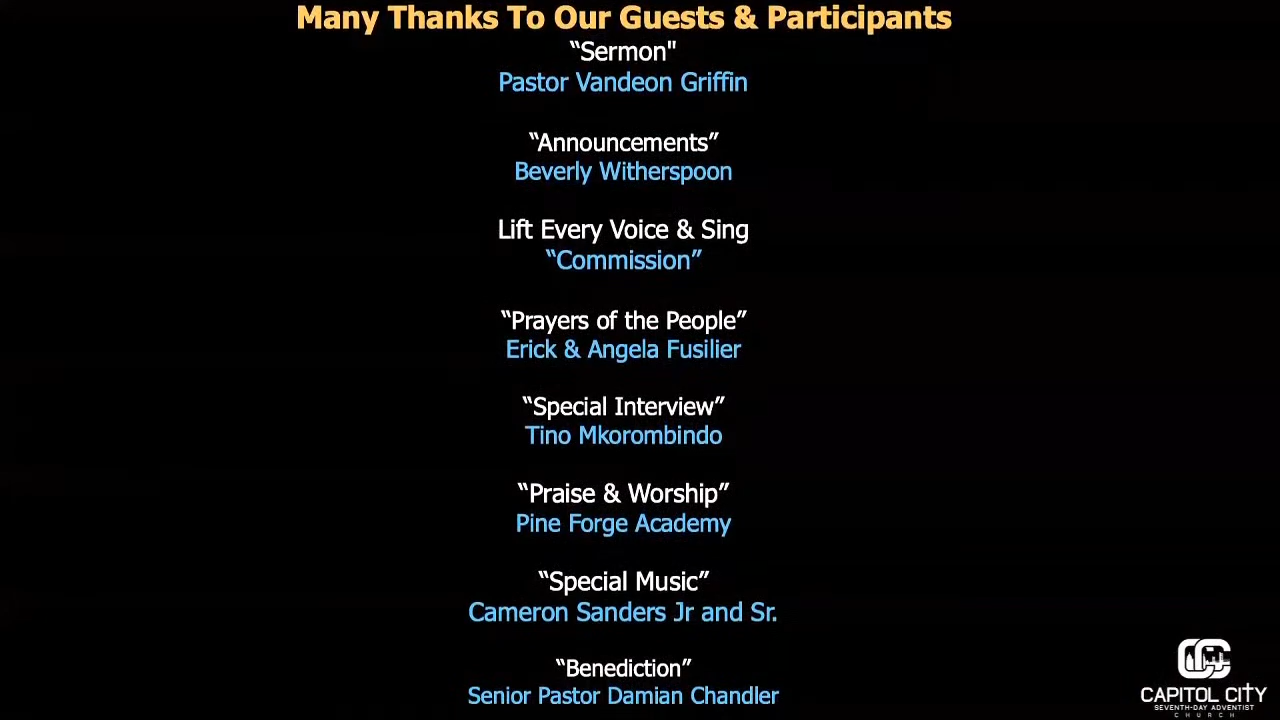 Many Thanks To Our Guests & Participants
“Sermon"
Pastor Vandeon Griffin
“Announcements”
Beverly Witherspoon
Lift Every Voice & Sing
“Commission”
“Prayers of the People”
Erick & Angela Fusilier
“Special Interview”
Tino Mkorombindo
“Praise & Worship”
Pine Forge Academy
“Special Music”
Cameron Sanders Jr and Sr.
“Benediction”
Senior Pastor Damian Chandler
CAPITOL CITY
SEVENTH-DAY ADVENTIST
CHURCH